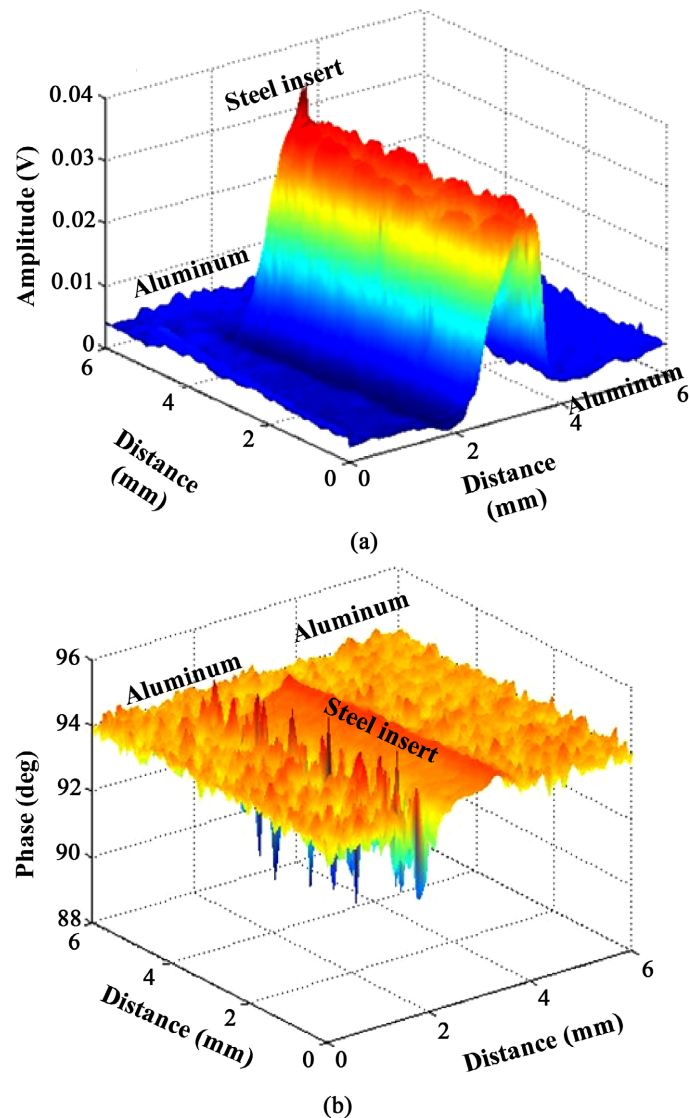 Steel insert
0.04
0.03
0.02
0.01
0
Amplitude (V)
Aluminum
Aluminum
6
4
2
0
0
2
4
6
Distance
(mm)
Distance
(mm)
(a)
Aluminum
Aluminum
Steel insert
96
94
92
90
88
Phase (deg)
6
4
2
0
0
2
4
6
Distance (mm)
Distance (mm)
(b)